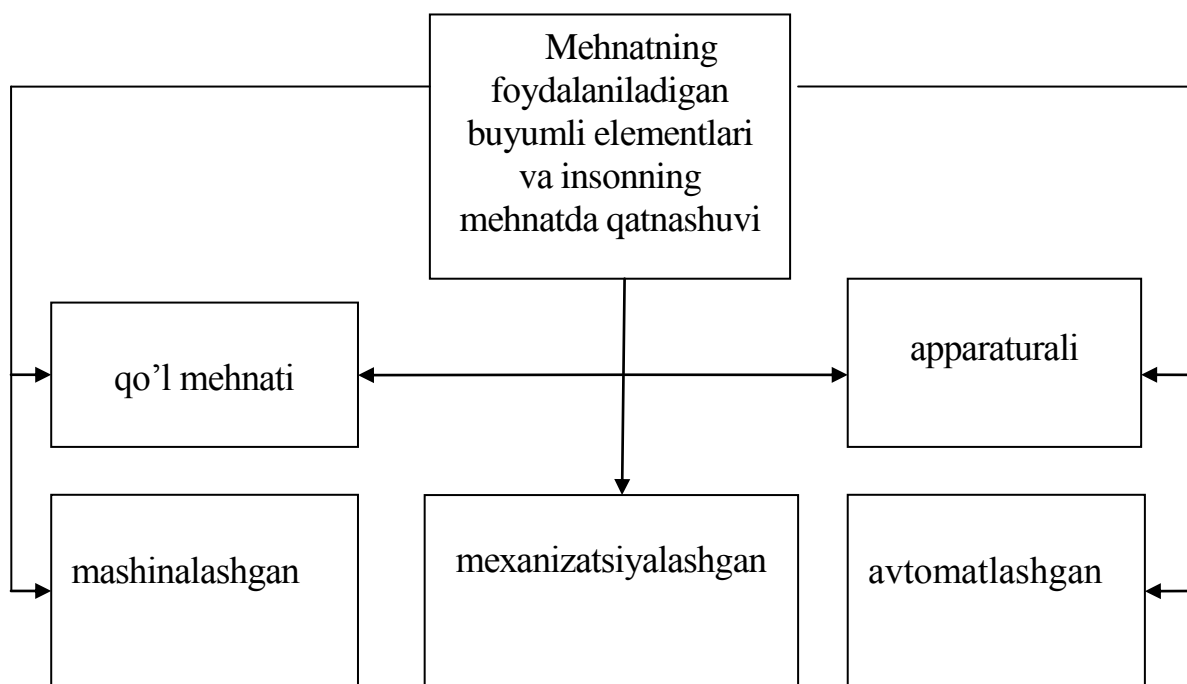 Mehnatning
foydalaniladigan
buyumli elementlari
va insonning
mehnatda qatnashuvi
qo’l mehnati
apparaturali
mashinalashgan
mexanizatsiyalashgan
avtomatlashgan